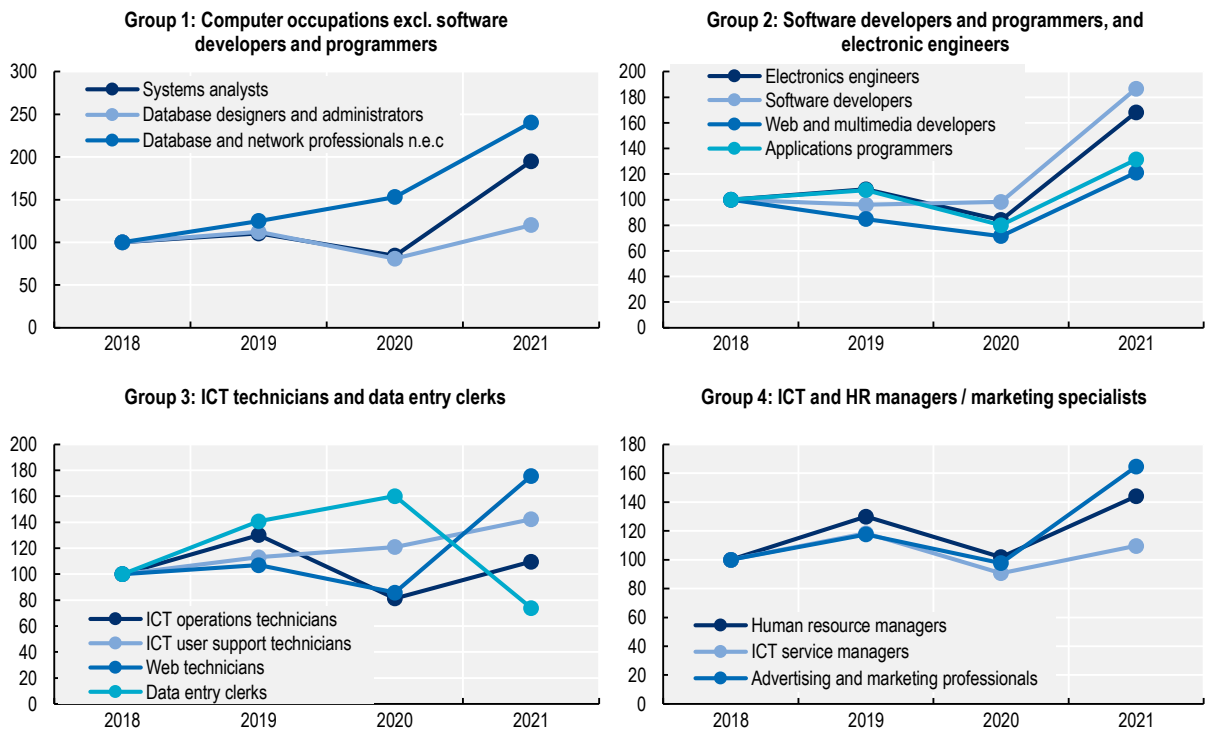 Group 1: Computer occupations excl. software
developers and programmers
300
250
200
150
100
50
0
Systems analysts
Database designers and administrators
Database and network professionals n.e.c
2018 2019 2020 2021
Group 2: Software developers and programmers, and
electronic engineers
200
180
160
140
120
100
80
60
40
20
0
Electronics engineers
Software developers
Web and multimedia developers
Applications programmers
2018 2019 2020 2021
Group 3: ICT technicians and data entry clerks
200
180
160
140
120
100
80
60
40
20
0
ICT operations technicians
ICT user support technicians
Web technicians
Data entry clerks
2018 2019 2020 2021
Group 4: ICT and HR managers / marketing specialists
180
160
140
120
100
80
60
40
20
0
Human resource managers
ICT service managers
Advertising and marketing professionals
2018 2019 2020 2021